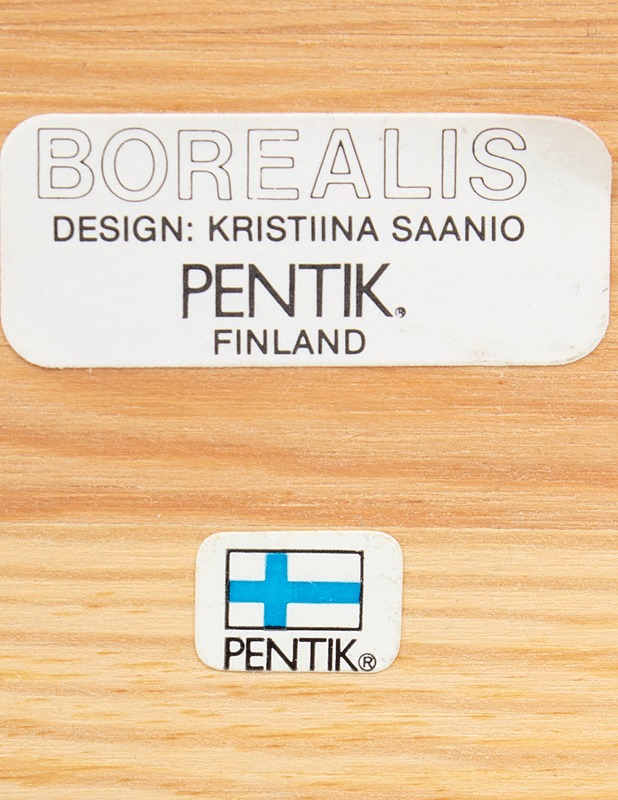 BOREALIS
DESIGN: KRISTIINA SAANIO
PENTIK®
FINLAND
PENTIK®